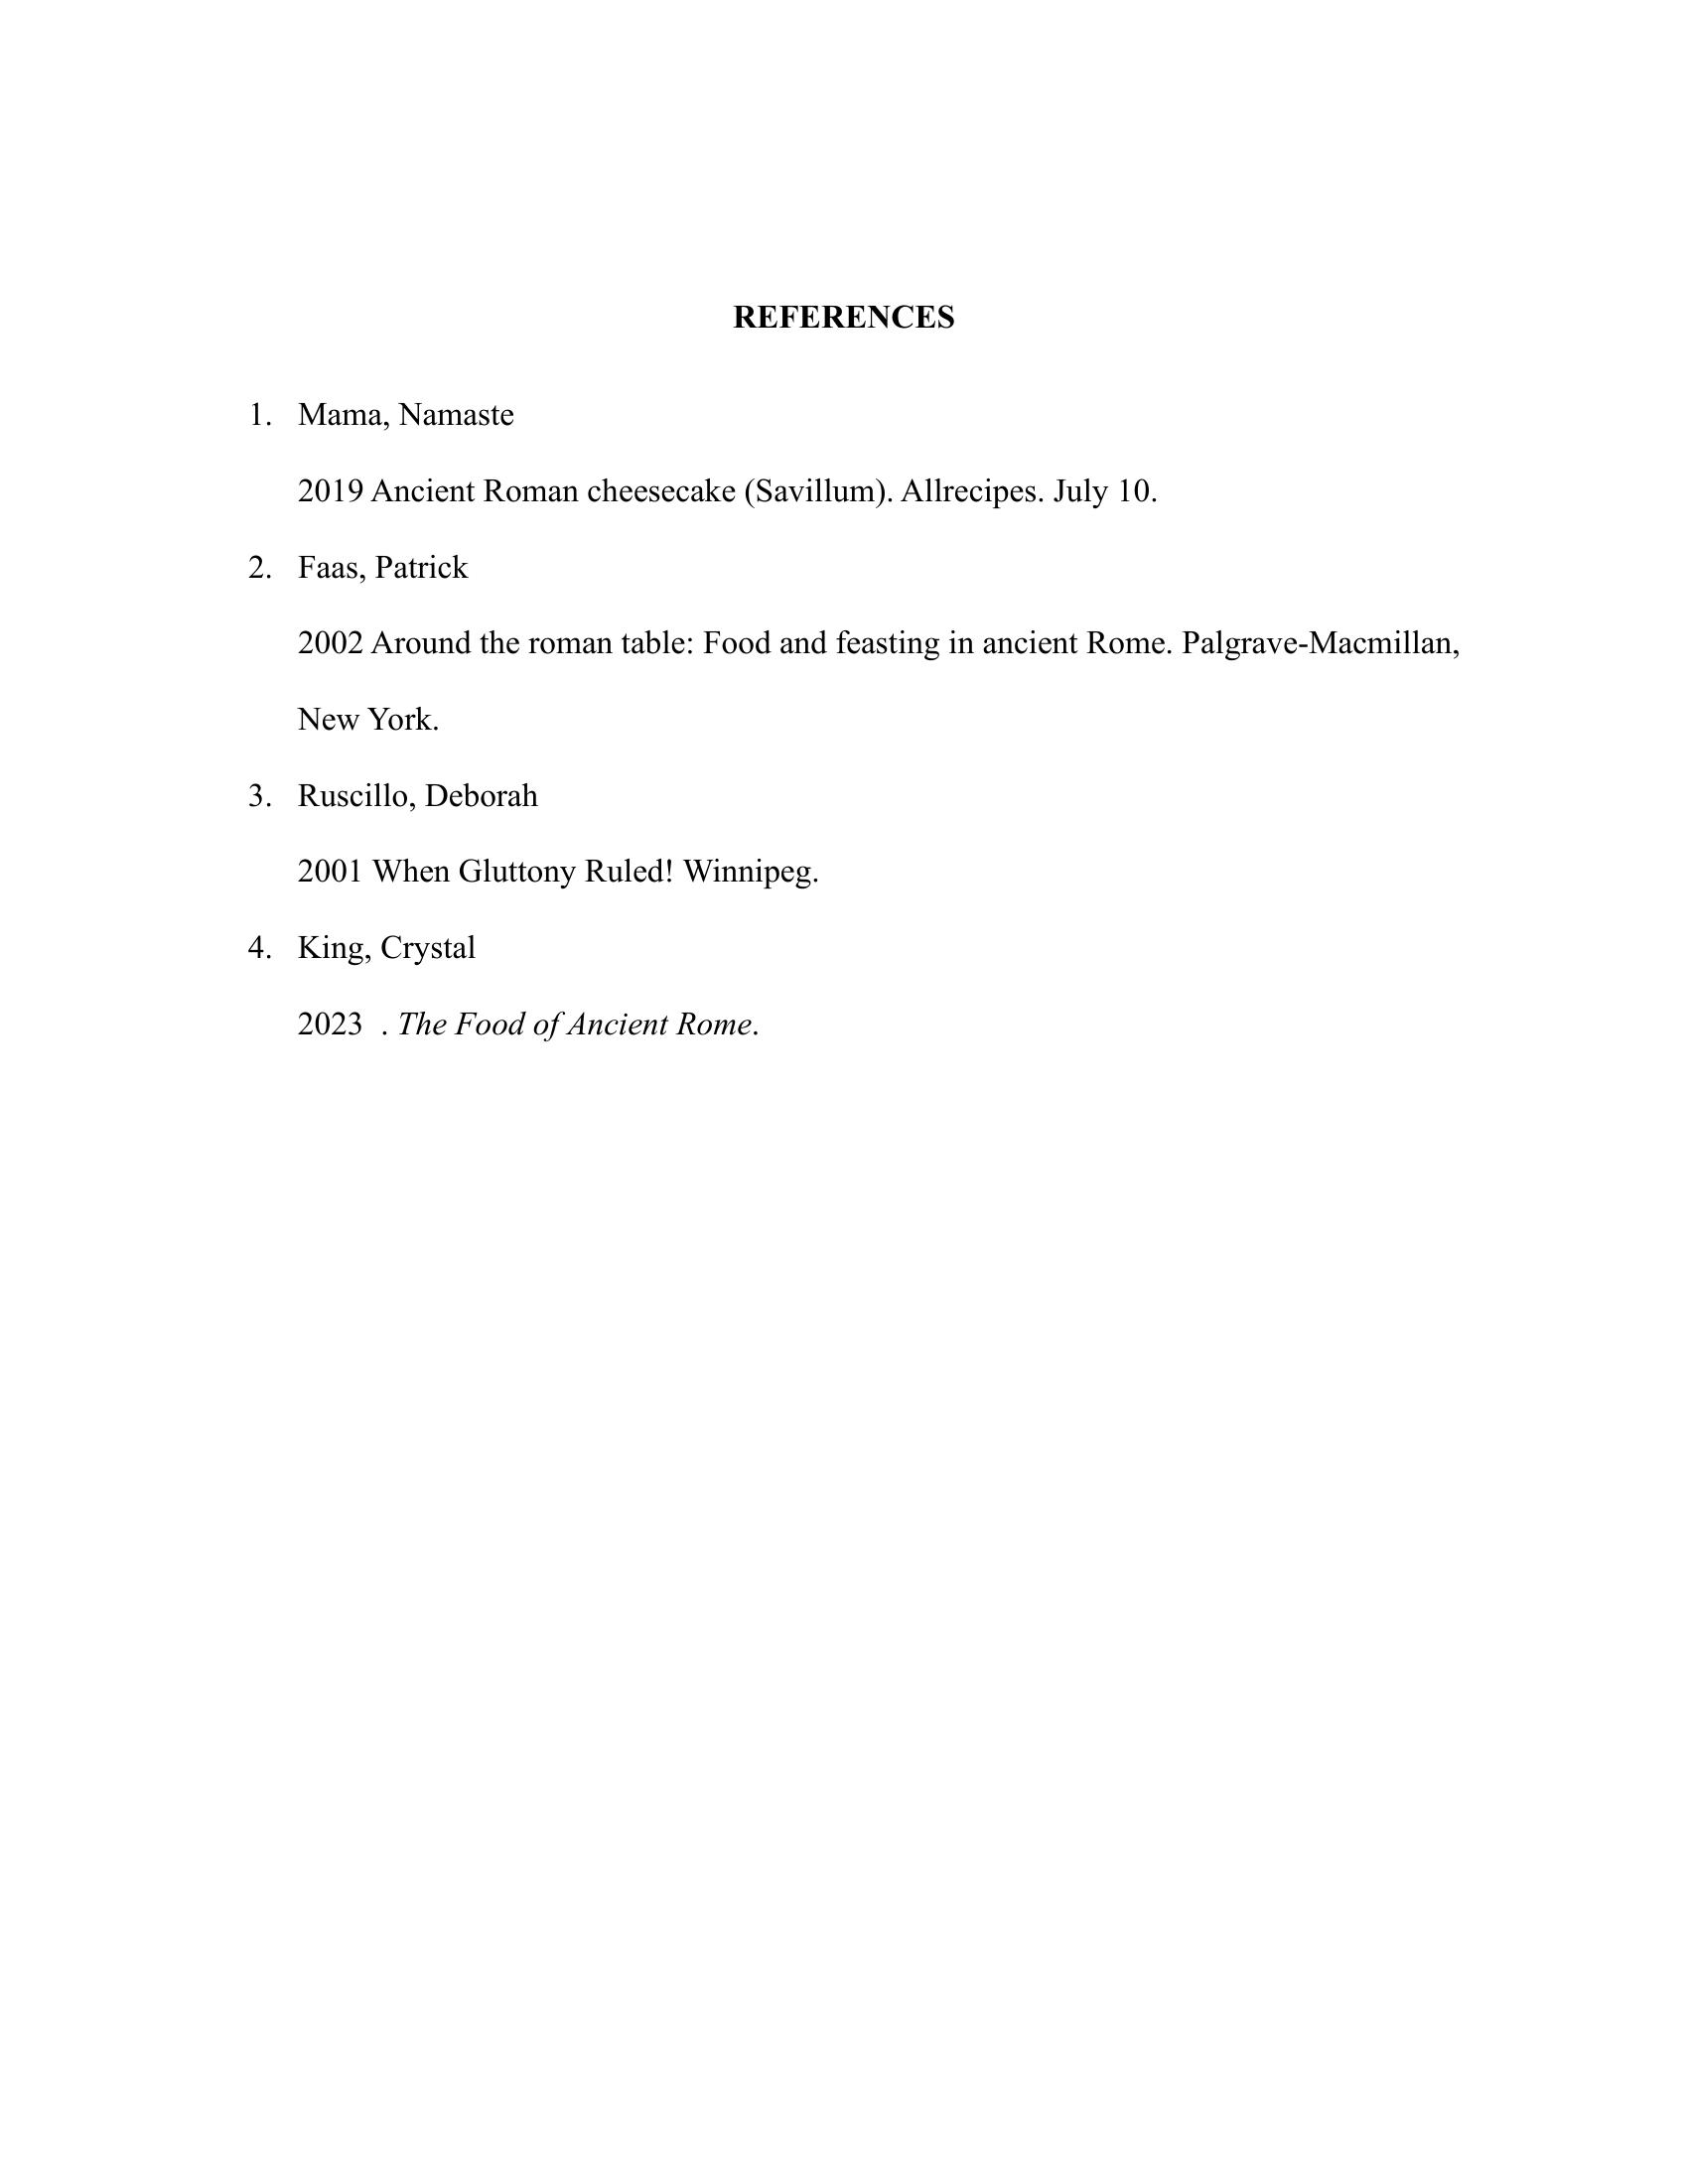 REFERENCES
1. Mama, Namaste
2019 Ancient Roman cheesecake (Savillum). Allrecipes. July 10.
2. Faas, Patrick
2002 Around the roman table: Food and feasting in ancient Rome. Palgrave-Macmillan,
New York.
3. Ruscillo, Deborah
2001 When Gluttony Ruled! Winnipeg.
4. King, Crystal
2023 . The Food of Ancient Rome.